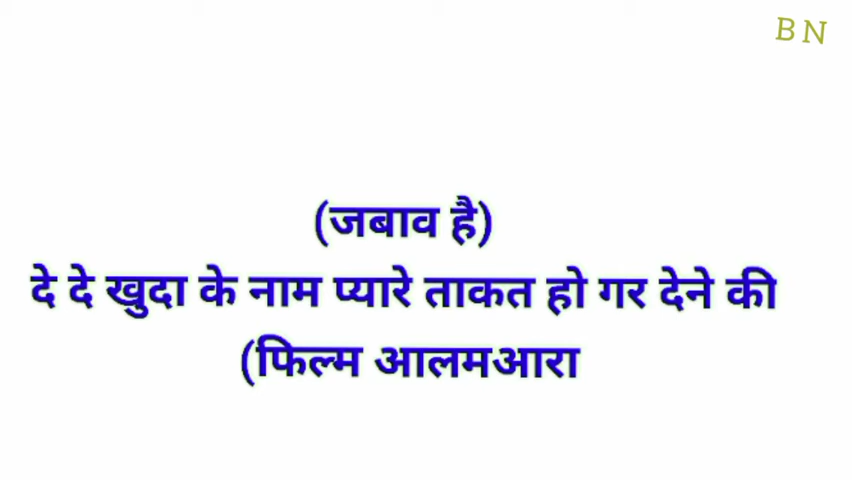 BN
(जबाव है)
दे दे खुदा के नाम प्यारे ताकत हो गर देने की
(फिल्म आलमआरा